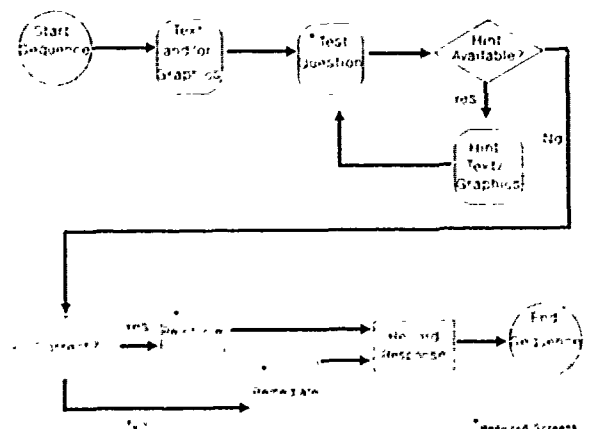 Start
Sequence
Text
and/or
Graphics
*Test
Question
Hint
Available?
Yes
Hint
Text/
Graphics
No
Yes
*
Record
Response
*
Remediate
End
Sequence
*Required Screens